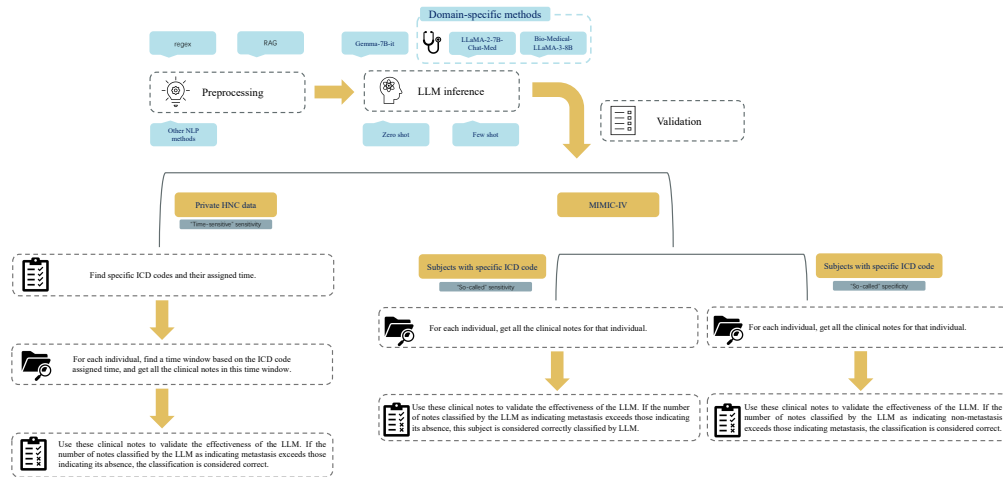 Domain-specific methods
regex
RAG
Gemma-7B-it
LLaMA-2-7B-
Chat-Med
Bio-Medical-
LLaMA-3-8B
Preprocessing
LLM inference
Validation
Other NLP
methods
Zero shot
Few shot
Private HNC data
"Time-sensitive" sensitivity
MIMIC-IV
Find specific ICD codes and their assigned time.
Subjects with specific ICD code
"So-called" sensitivity
Subjects with specific ICD code
"So-called" specificity
For each individual, get all the clinical notes for that individual.
For each individual, get all the clinical notes for that individual.
For each individual, find a time window based on the ICD code
assigned time, and get all the clinical notes in this time window.
Use these clinical notes to validate the effectiveness of the LLM. If the number
of notes classified by the LLM as indicating metastasis exceeds those indicating
its absence, this subject is considered correctly classified by LLM.
Use these clinical notes to validate the effectiveness of the LLM. If the
number of notes classified by the LLM as indicating non-metastasis
exceeds those indicating metastasis, the classification is considered correct.
Use these clinical notes to validate the effectiveness of the LLM. If the
number of notes classified by the LLM as indicating metastasis exceeds those
indicating its absence, the classification is considered correct.